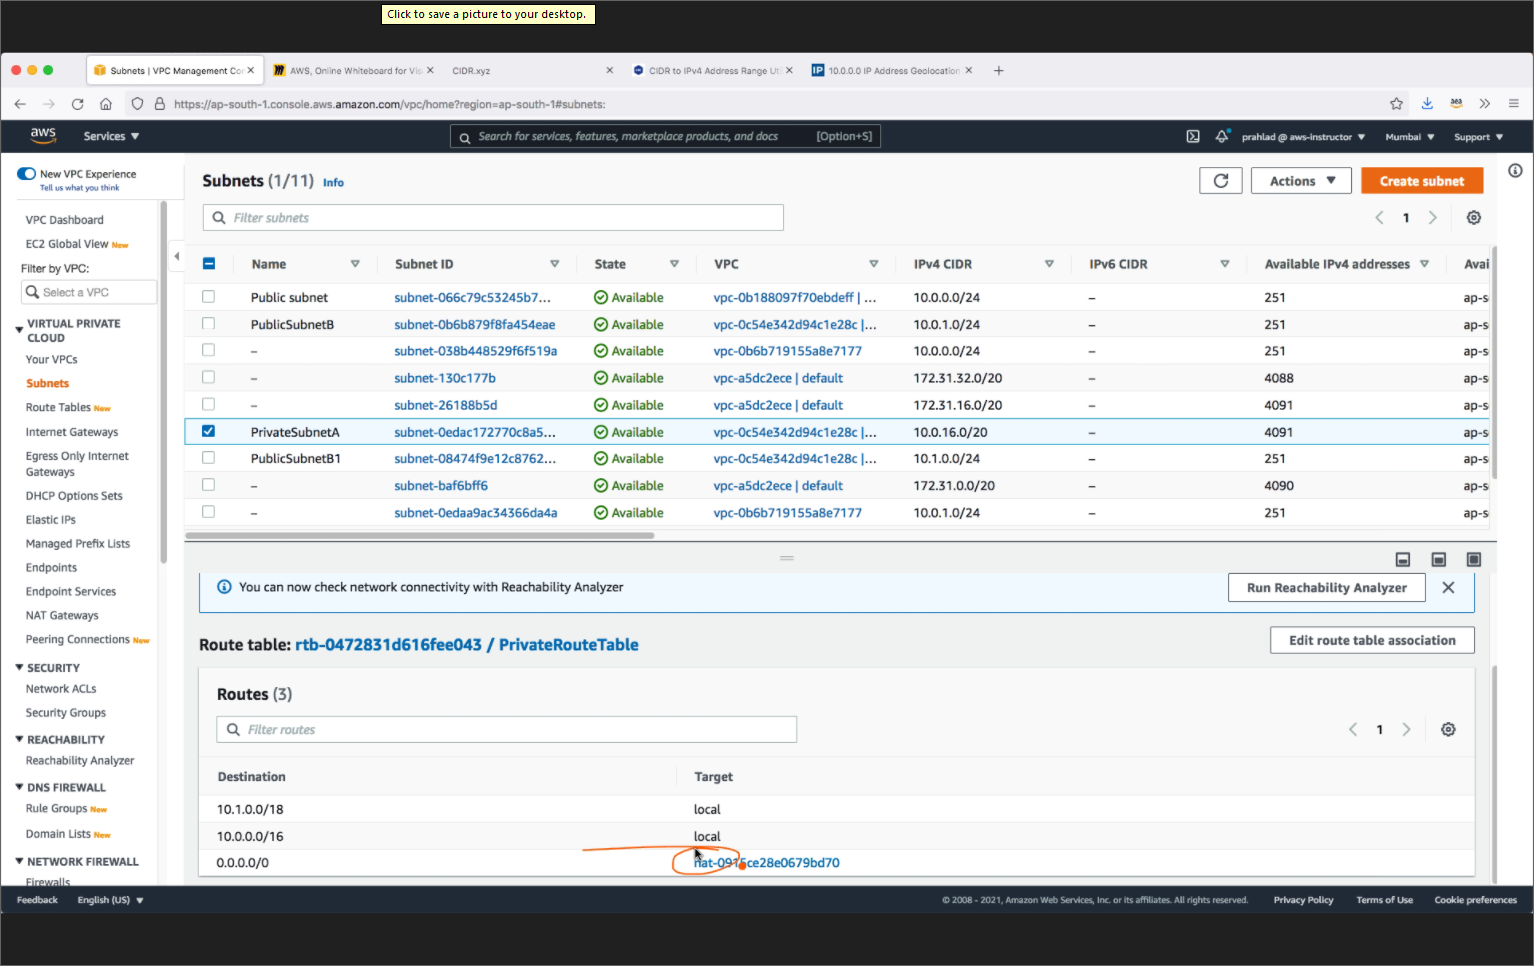 Click to save a picture to your desktop.
Subnets | VPC Management Cor
AWS, Online Whiteboard for Vis
CIDR.xyz
CIDR to IPv4 Address Range Ut
IP 10.0.0.0 IP Address Geolocation
https://ap-south-1.console.aws.amazon.com/vpc/home?region=ap-south-1#subnets:
aws Services Search for services, features, marketplace products, and docs [Option+S] prahlad @ aws-instructor Mumbai Support
New VPC Experience
Tell us what you think
VPC Dashboard
EC2 Global View New
Filter by VPC:
Select a VPC
VIRTUAL PRIVATE
CLOUD
Your VPCs
Subnets
Route Tables New
Internet Gateways
Egress Only Internet
Gateways
DHCP Options Sets
Elastic IPs
Managed Prefix Lists
Endpoints
Endpoint Services
NAT Gateways
Peering Connections New
SECURITY
Network ACLs
Security Groups
REACHABILITY
Reachability Analyzer
DNS FIREWALL
Rule Groups New
Domain Lists New
NETWORK FIREWALL
Firewalls
Subnets (1/11) Info
Actions
Create subnet
Filter subnets
1
Name Subnet ID State VPC IPv4 CIDR IPv6 CIDR Available IPv4 addresses Avai
Public subnet subnet-066c79c53245b7... Available vpc-0b188097f70ebdeff | ... 10.0.0.0/24 – 251 ap-s
PublicSubnetB subnet-0b6b879f8fa454eae Available vpc-0c54e342d94c1e28c |... 10.0.1.0/24 – 251 ap-s
– subnet-038b448529f6f519a Available vpc-0b6b719155a8e7177 10.0.0.0/24 – 251 ap-s
– subnet-130c177b Available vpc-a5dc2ece | default 172.31.32.0/20 – 4088 ap-s
– subnet-26188b5d Available vpc-a5dc2ece | default 172.31.16.0/20 – 4091 ap-s
PrivateSubnetA subnet-0edac172770c8a5... Available vpc-0c54e342d94c1e28c |... 10.0.16.0/20 – 4091 ap-s
PublicSubnetB1 subnet-08474f9e12c8762... Available vpc-0c54e342d94c1e28c |... 10.1.0.0/24 – 251 ap-s
– subnet-baf6bff6 Available vpc-a5dc2ece | default 172.31.0.0/20 – 4090 ap-s
– subnet-0edaa9ac34366da4a Available vpc-0b6b719155a8e7177 10.0.1.0/24 – 251 ap-s
You can now check network connectivity with Reachability Analyzer
Run Reachability Analyzer
Route table: rtb-0472831d616fee043 / PrivateRouteTable
Edit route table association
Routes (3)
Filter routes
1
Destination Target
10.1.0.0/18 local
10.0.0.0/16 local
0.0.0.0/0 nat-0915ce28e0679bd70
Feedback English (US) © 2008 - 2021, Amazon Web Services, Inc. or its affiliates. All rights reserved. Privacy Policy Terms of Use Cookie preferences